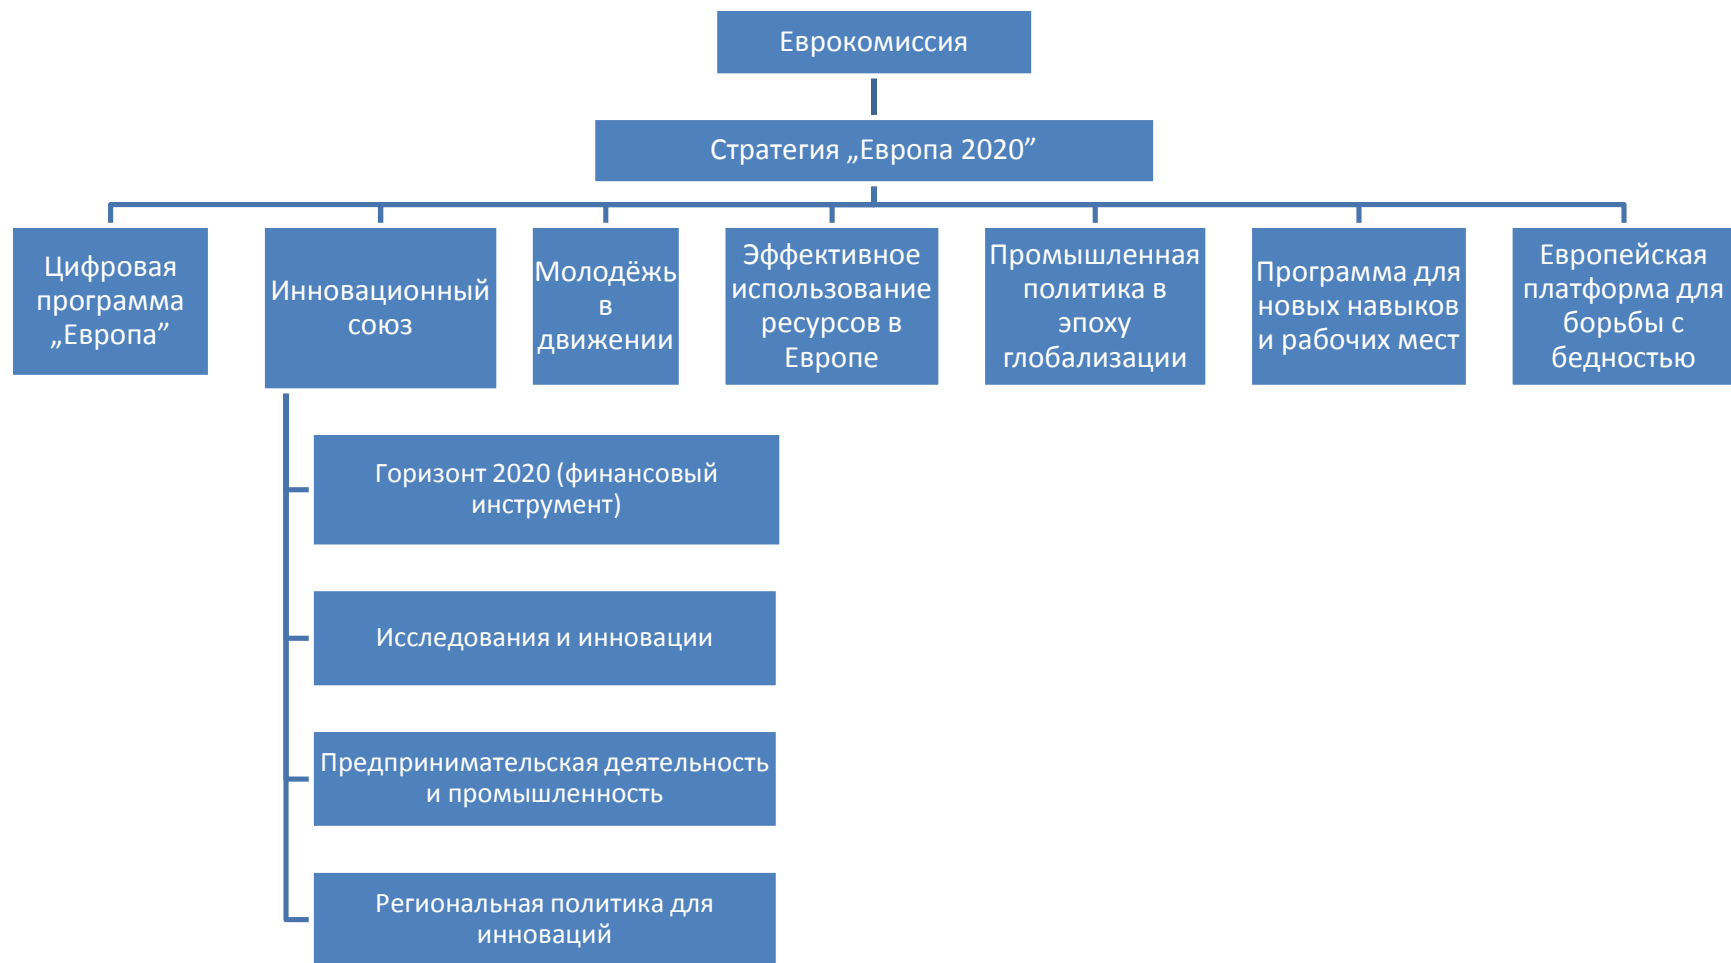 Еврокомиссия
Стратегия „Европа 2020”
Цифровая
программа
„Европа”
Инновационный
союз
Молодёжь
в
движении
Эффективное
использование
ресурсов в
Европе
Промышленная
политика в
эпоху
глобализации
Программа для
новых навыков
и рабочих мест
Европейская
платформа для
борьбы с
бедностью
Горизонт 2020 (финансовый
инструмент)
Исследования и инновации
Предпринимательская деятельность
и промышленность
Региональная политика для
инноваций